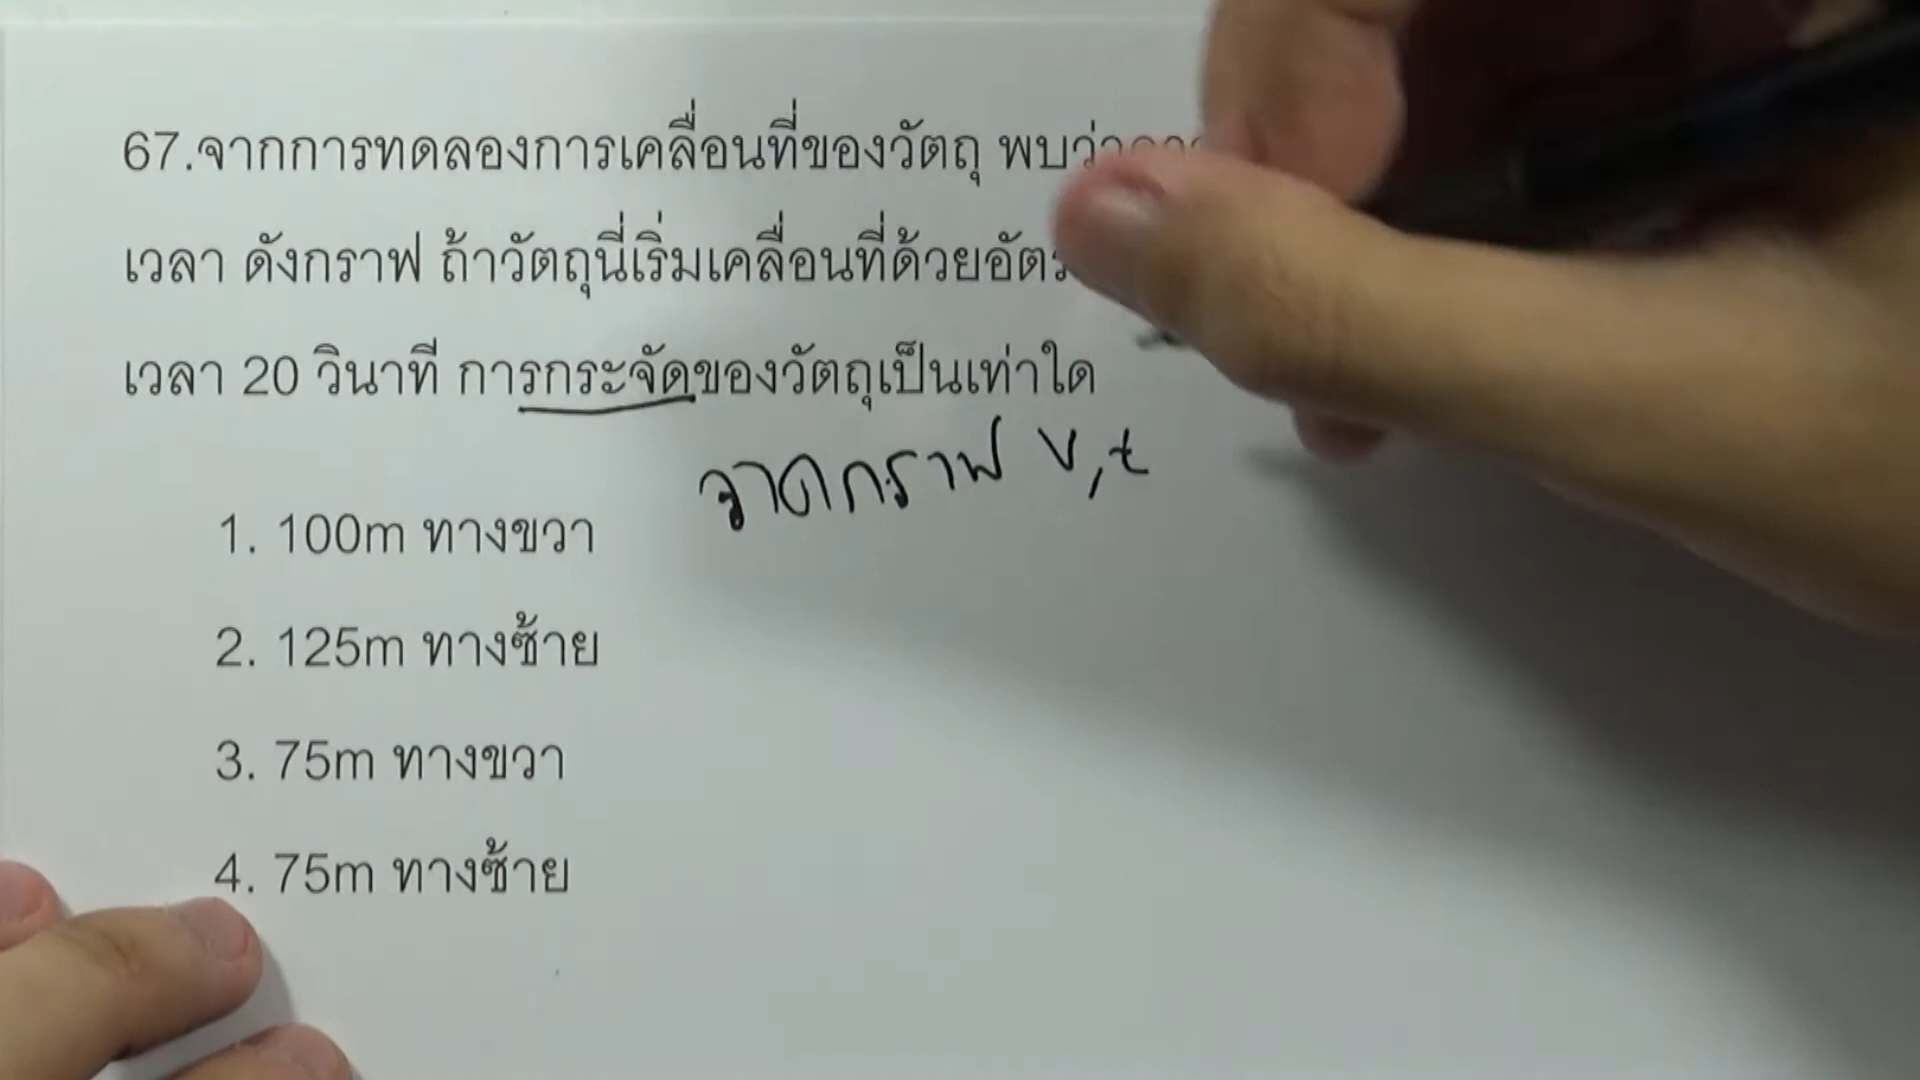 67.จากการทดลองการเคลื่อนที่ของวัตถุ พบว่า
เวลา ดังกราฟ ถ้าวัตถุนี่เริ่มเคลื่อนที่ด้วย
เวลา 20 วินาที การกระจัดของวัตถุเป็นเท่าใด
วาดกราฟ v,t
1. 100m ทางขวา
2. 125m ทางซ้าย
3. 75m ทางขวา
4. 75m ทางซ้าย